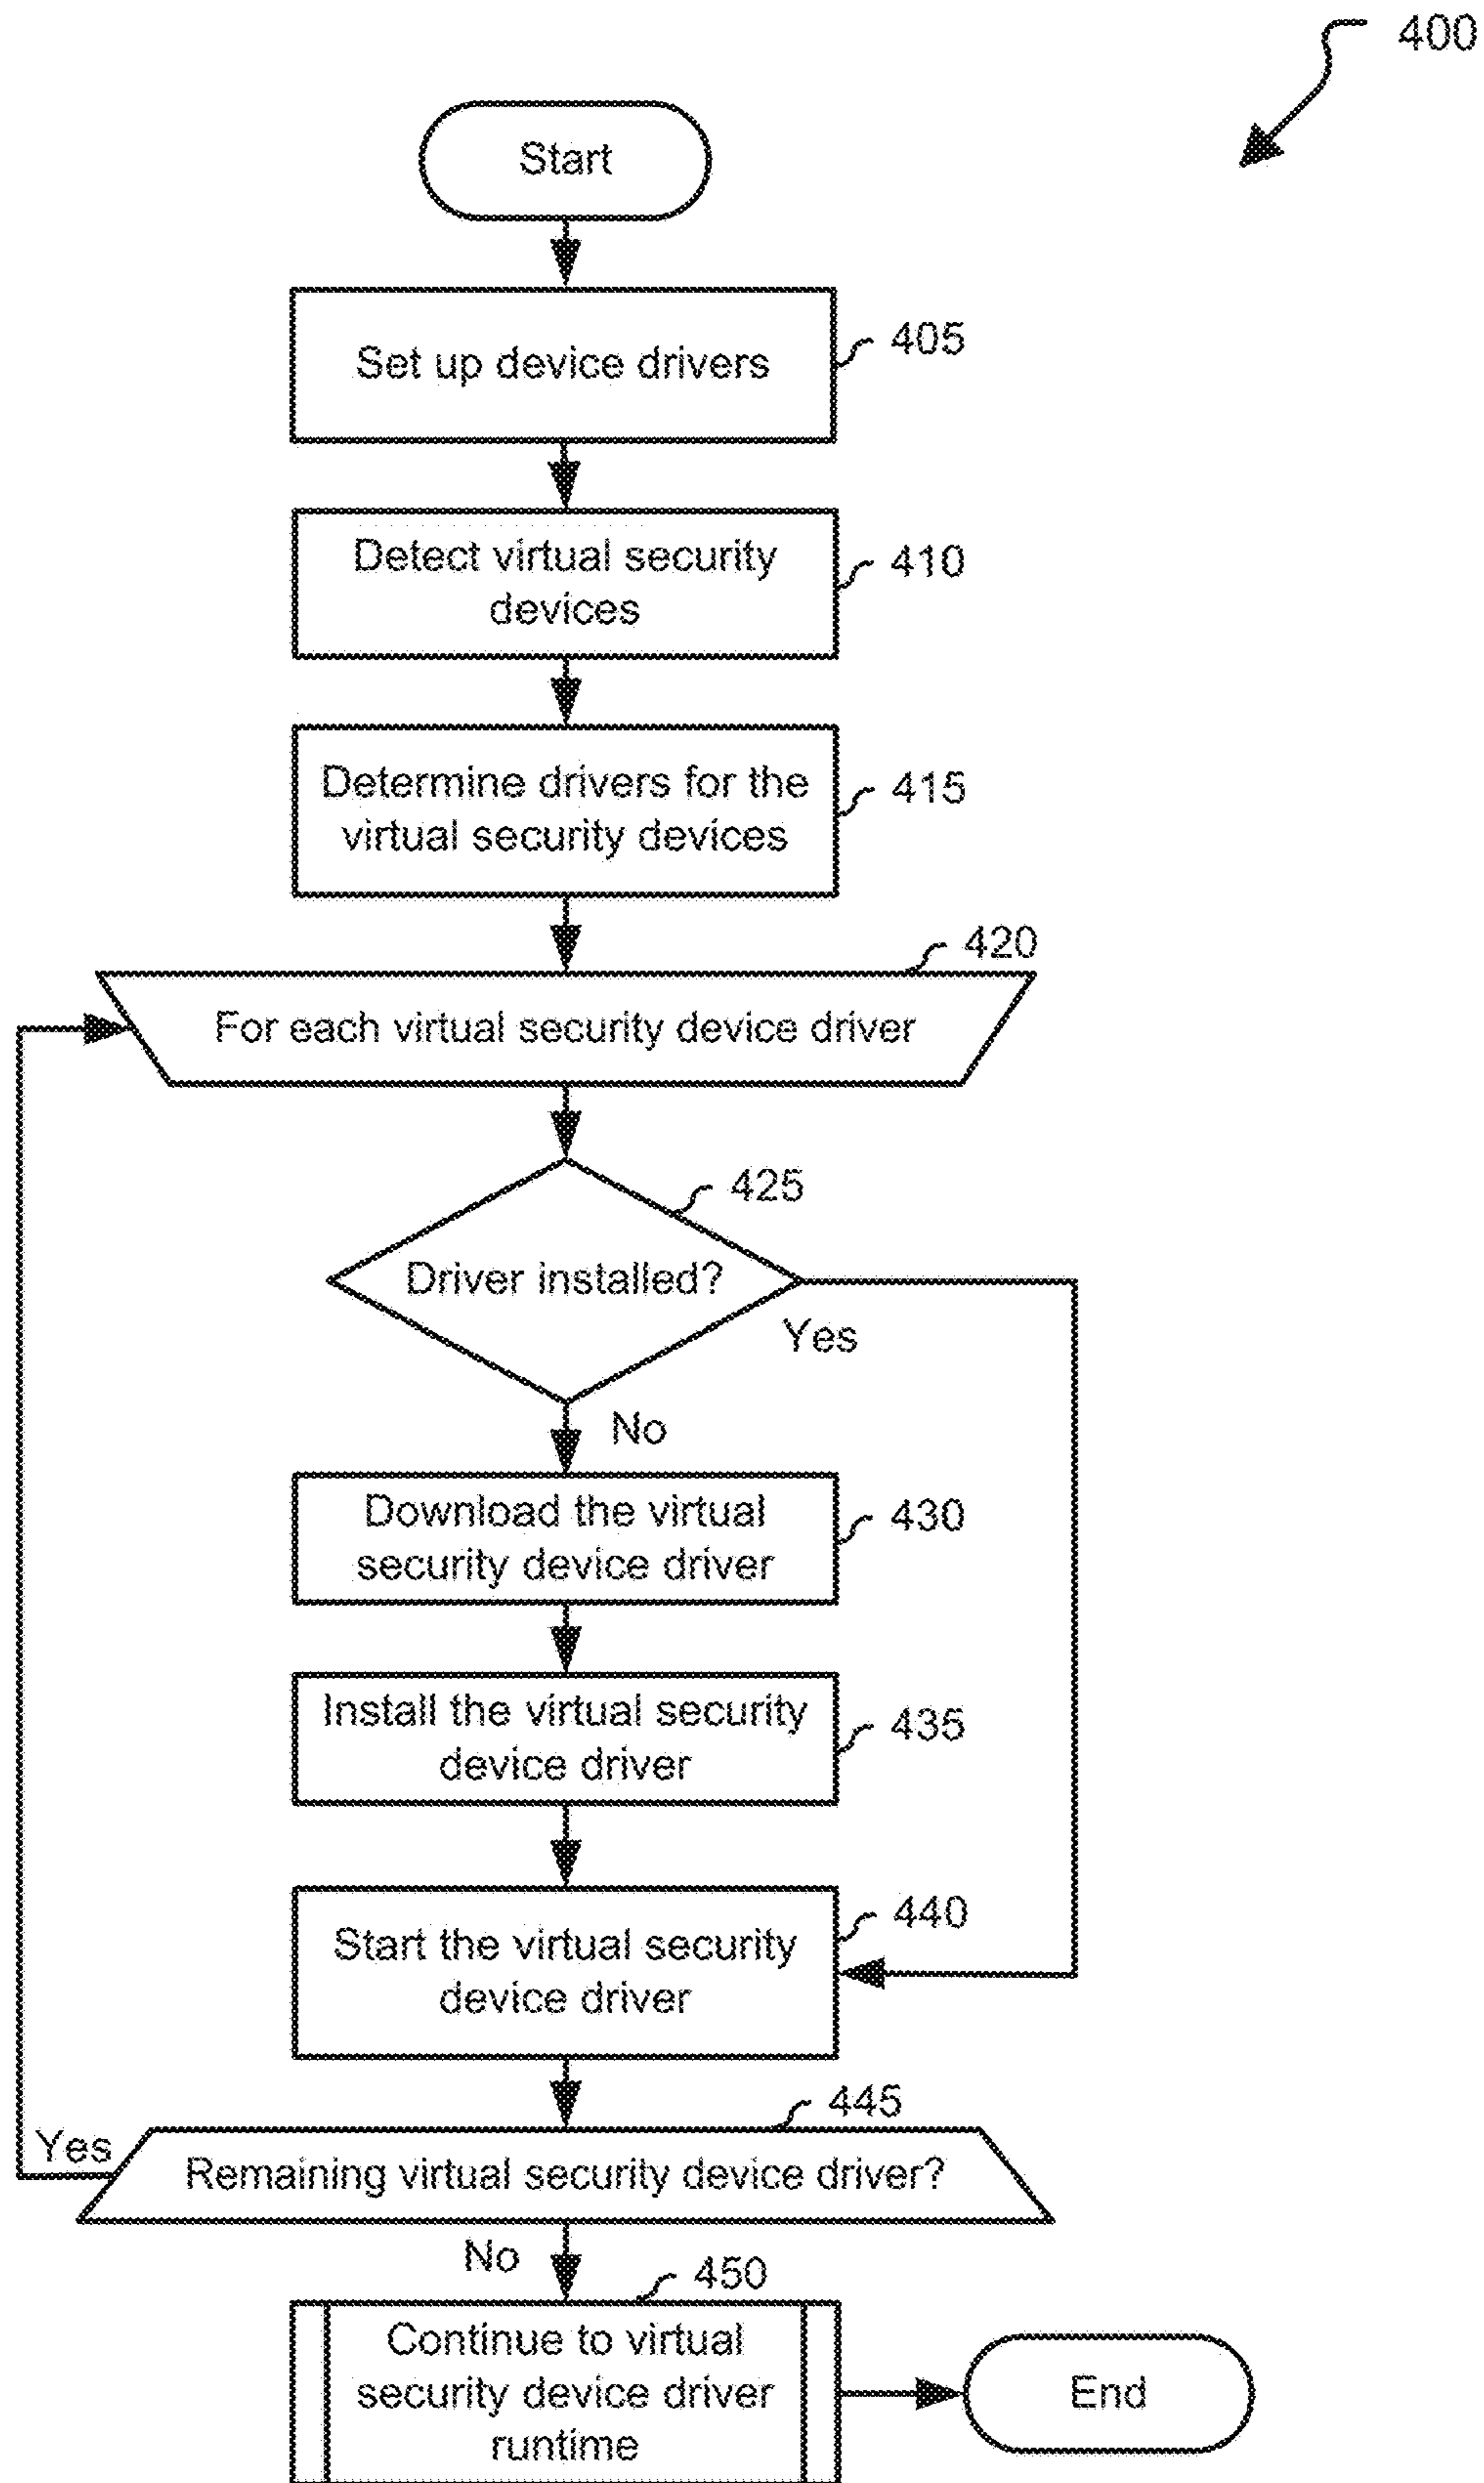 400
Start
Set up device drivers
405
Detect virtual security
devices
410
Determine drivers for the
virtual security devices
415
420
For each virtual security device driver
425
Driver installed?
Yes
No
Download the virtual
security device driver
430
Install the virtual security
device driver
435
440
Start the virtual security
device driver
445
Yes
Remaining virtual security device driver?
No
450
Continue to virtual
security device driver
runtime
End